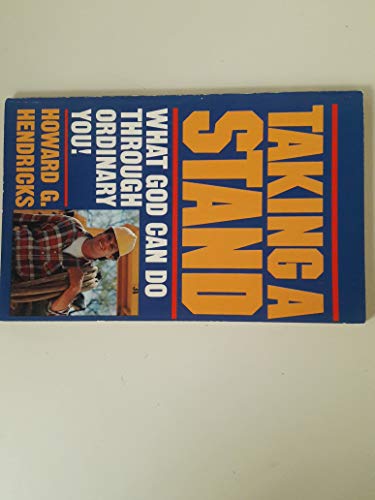 TAKING A
STAND
WHAT GOD CAN DO
THROUGH
ORDINARY
YOU!
HOWARD G.
HENDRICKS